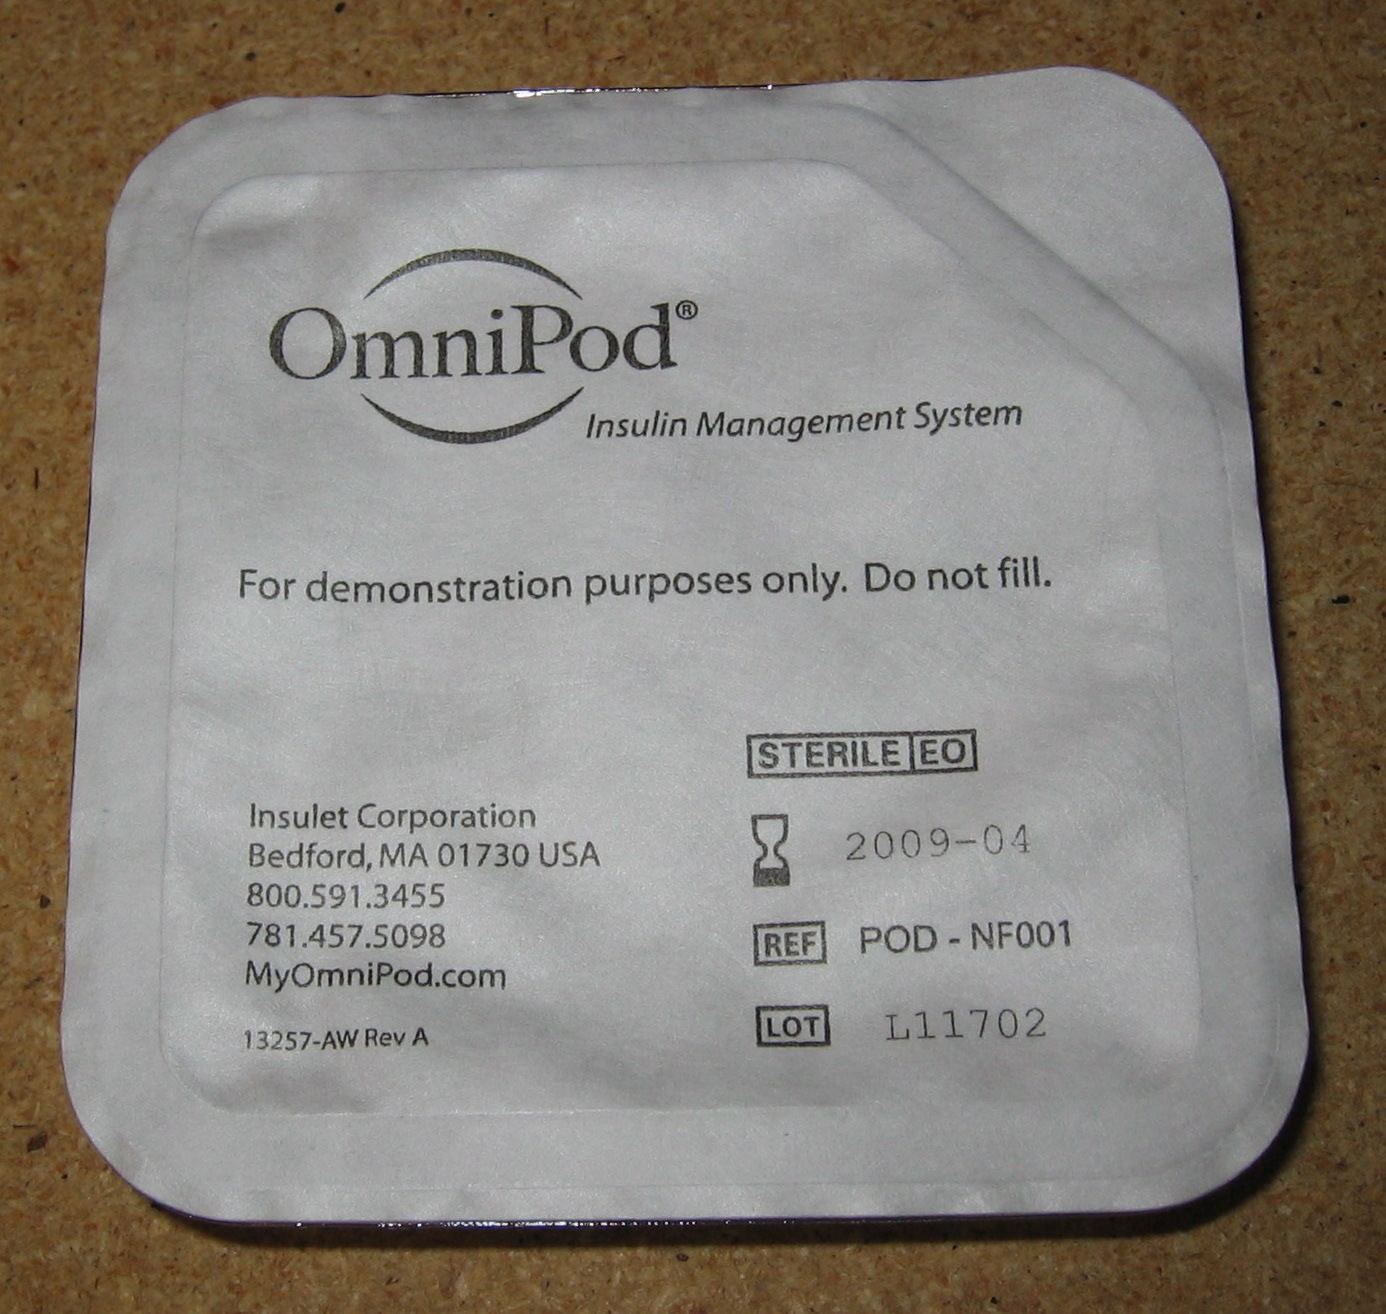 OmniPod®
Insulin Management System
For demonstration purposes only. Do not fill.
STERILE EO
Insulet Corporation
Bedford, MA 01730 USA
800.591.3455
781.457.5098
MyOmniPod.com
13257-AW Rev A
2009-04
REF POD - NF001
LOT L11702